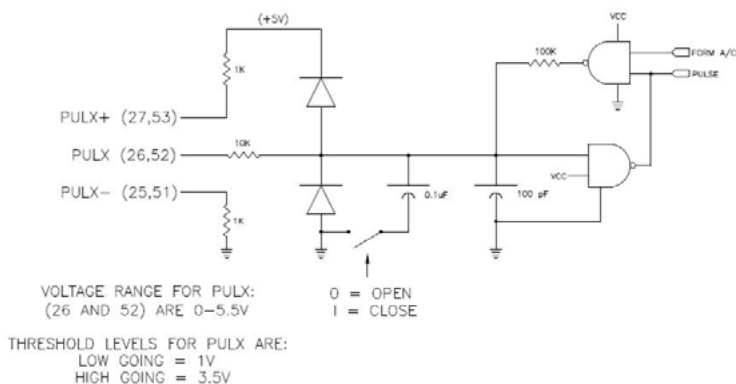 (+5V)
VCC
1K
100K
FORM A/C
PULSE
PULX+ (27,53)
PULX (26,52)
10K
VCC
PULX- (25,51)
0.1uF
100 pF
1K
VOLTAGE RANGE FOR PULX:
(26 AND 52) ARE 0-5.5V
0 = OPEN
1 = CLOSE
THRESHOLD LEVELS FOR PULX ARE:
LOW GOING = 1V
HIGH GOING = 3.5V